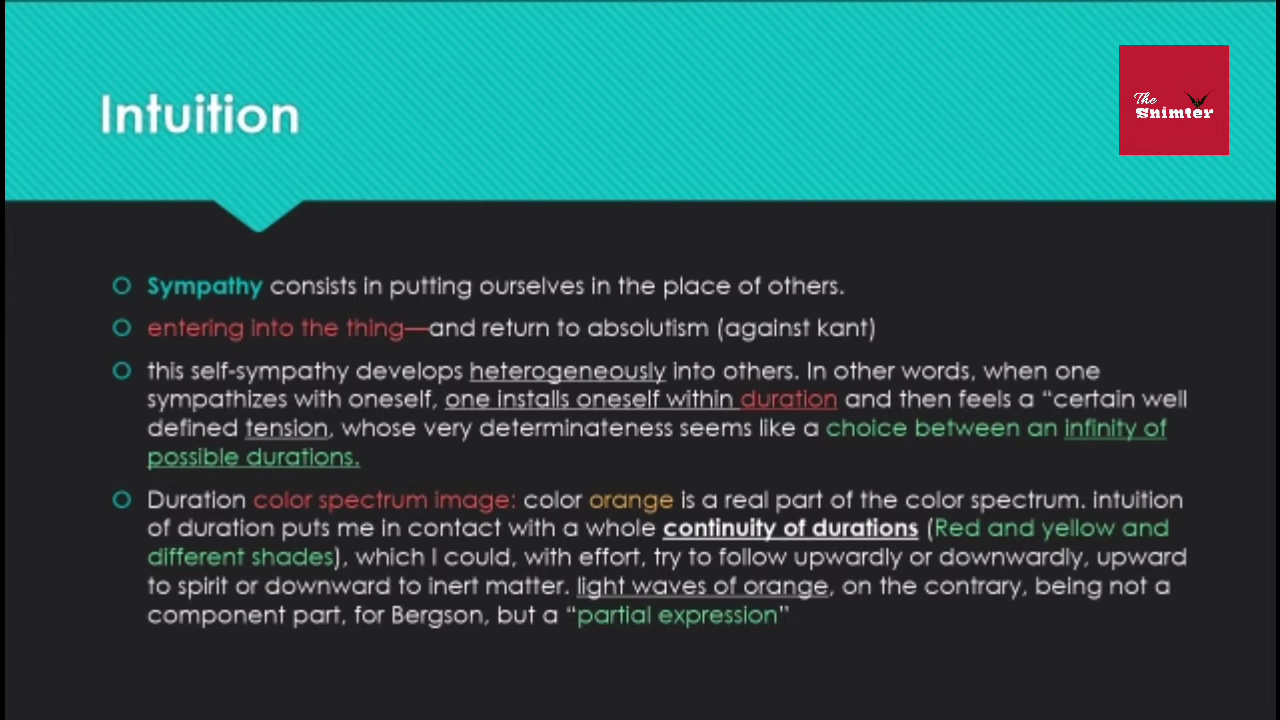 Intuition
The
Snimter
Sympathy consists in putting ourselves in the place of others.
entering into the thing—and return to absolutism (against kant)
this self-sympathy develops heterogeneously into others. In other words, when one
sympathizes with oneself, one installs oneself within duration and then feels a “certain well
defined tension, whose very determinateness seems like a choice between an infinity of
possible durations.
Duration color spectrum image: color orange is a real part of the color spectrum. intuition
of duration puts me in contact with a whole continuity of durations (Red and yellow and
different shades), which I could, with effort, try to follow upwardly or downwardly, upward
to spirit or downward to inert matter. light waves of orange, on the contrary, being not a
component part, for Bergson, but a “partial expression”